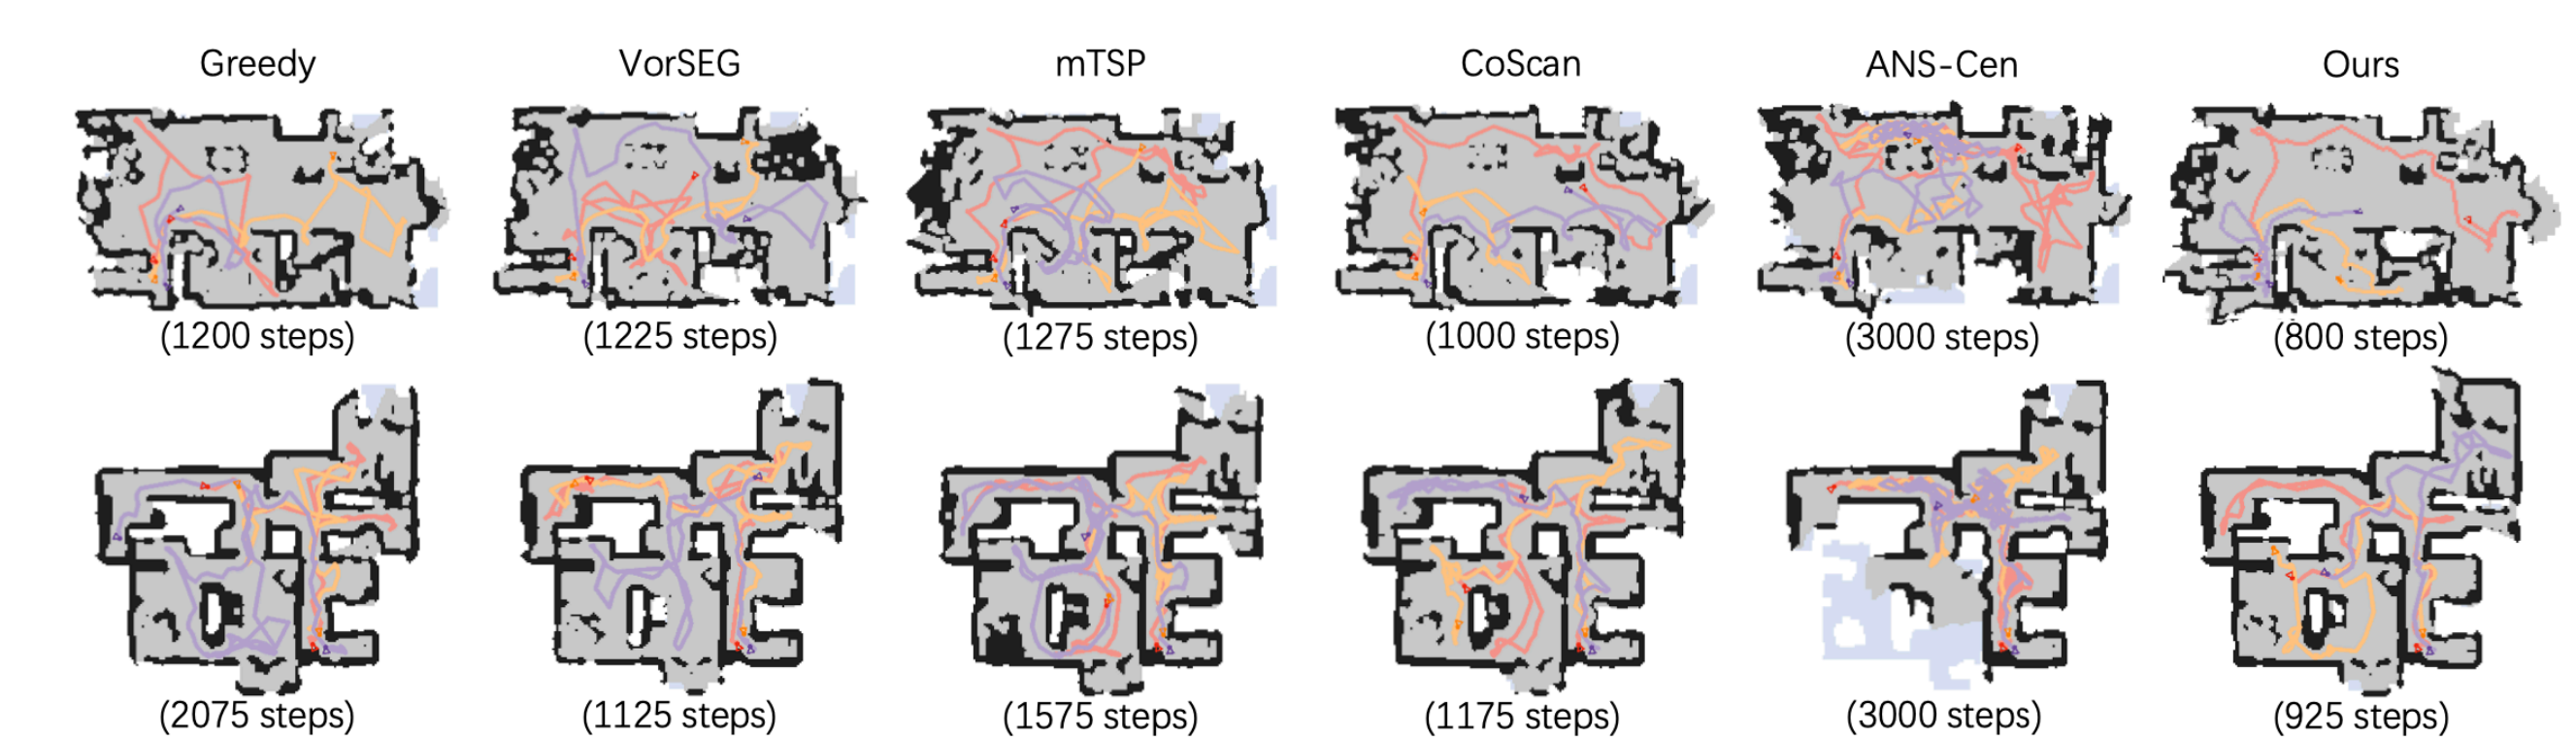 Greedy VorSEG mTSP CoScan ANS-Cen Ours
(1200 steps) (1225 steps) (1275 steps) (1000 steps) (3000 steps) (800 steps)
(2075 steps) (1125 steps) (1575 steps) (1175 steps) (3000 steps) (925 steps)